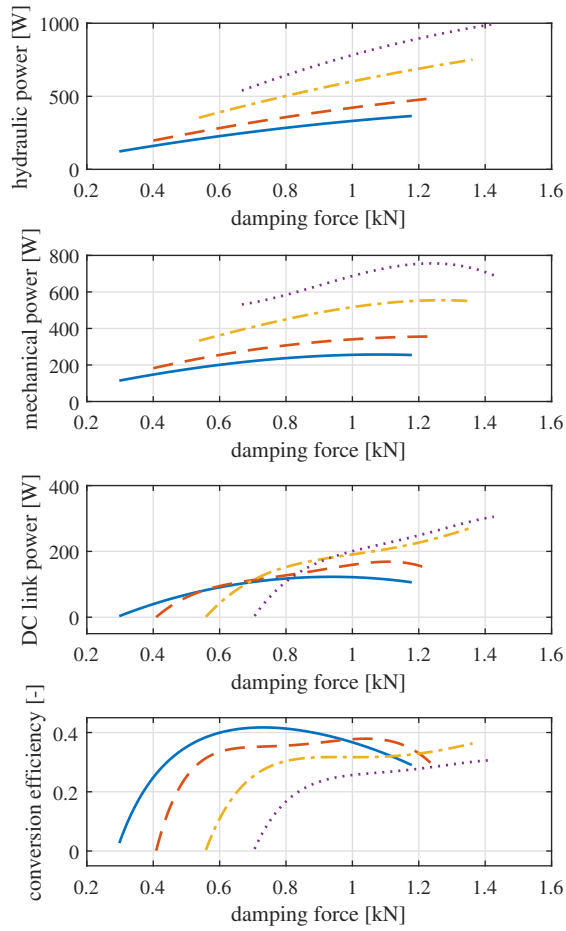 hydraulic power [W]
1000
500
0
0.2 0.4 0.6 0.8 1 1.2 1.4 1.6
damping force [kN]
mechanical power [W]
800
600
400
200
0
0.2 0.4 0.6 0.8 1 1.2 1.4 1.6
damping force [kN]
DC link power [W]
400
200
0
0.2 0.4 0.6 0.8 1 1.2 1.4 1.6
damping force [kN]
conversion efficiency [-]
0.4
0.2
0
0.2 0.4 0.6 0.8 1 1.2 1.4 1.6
damping force [kN]